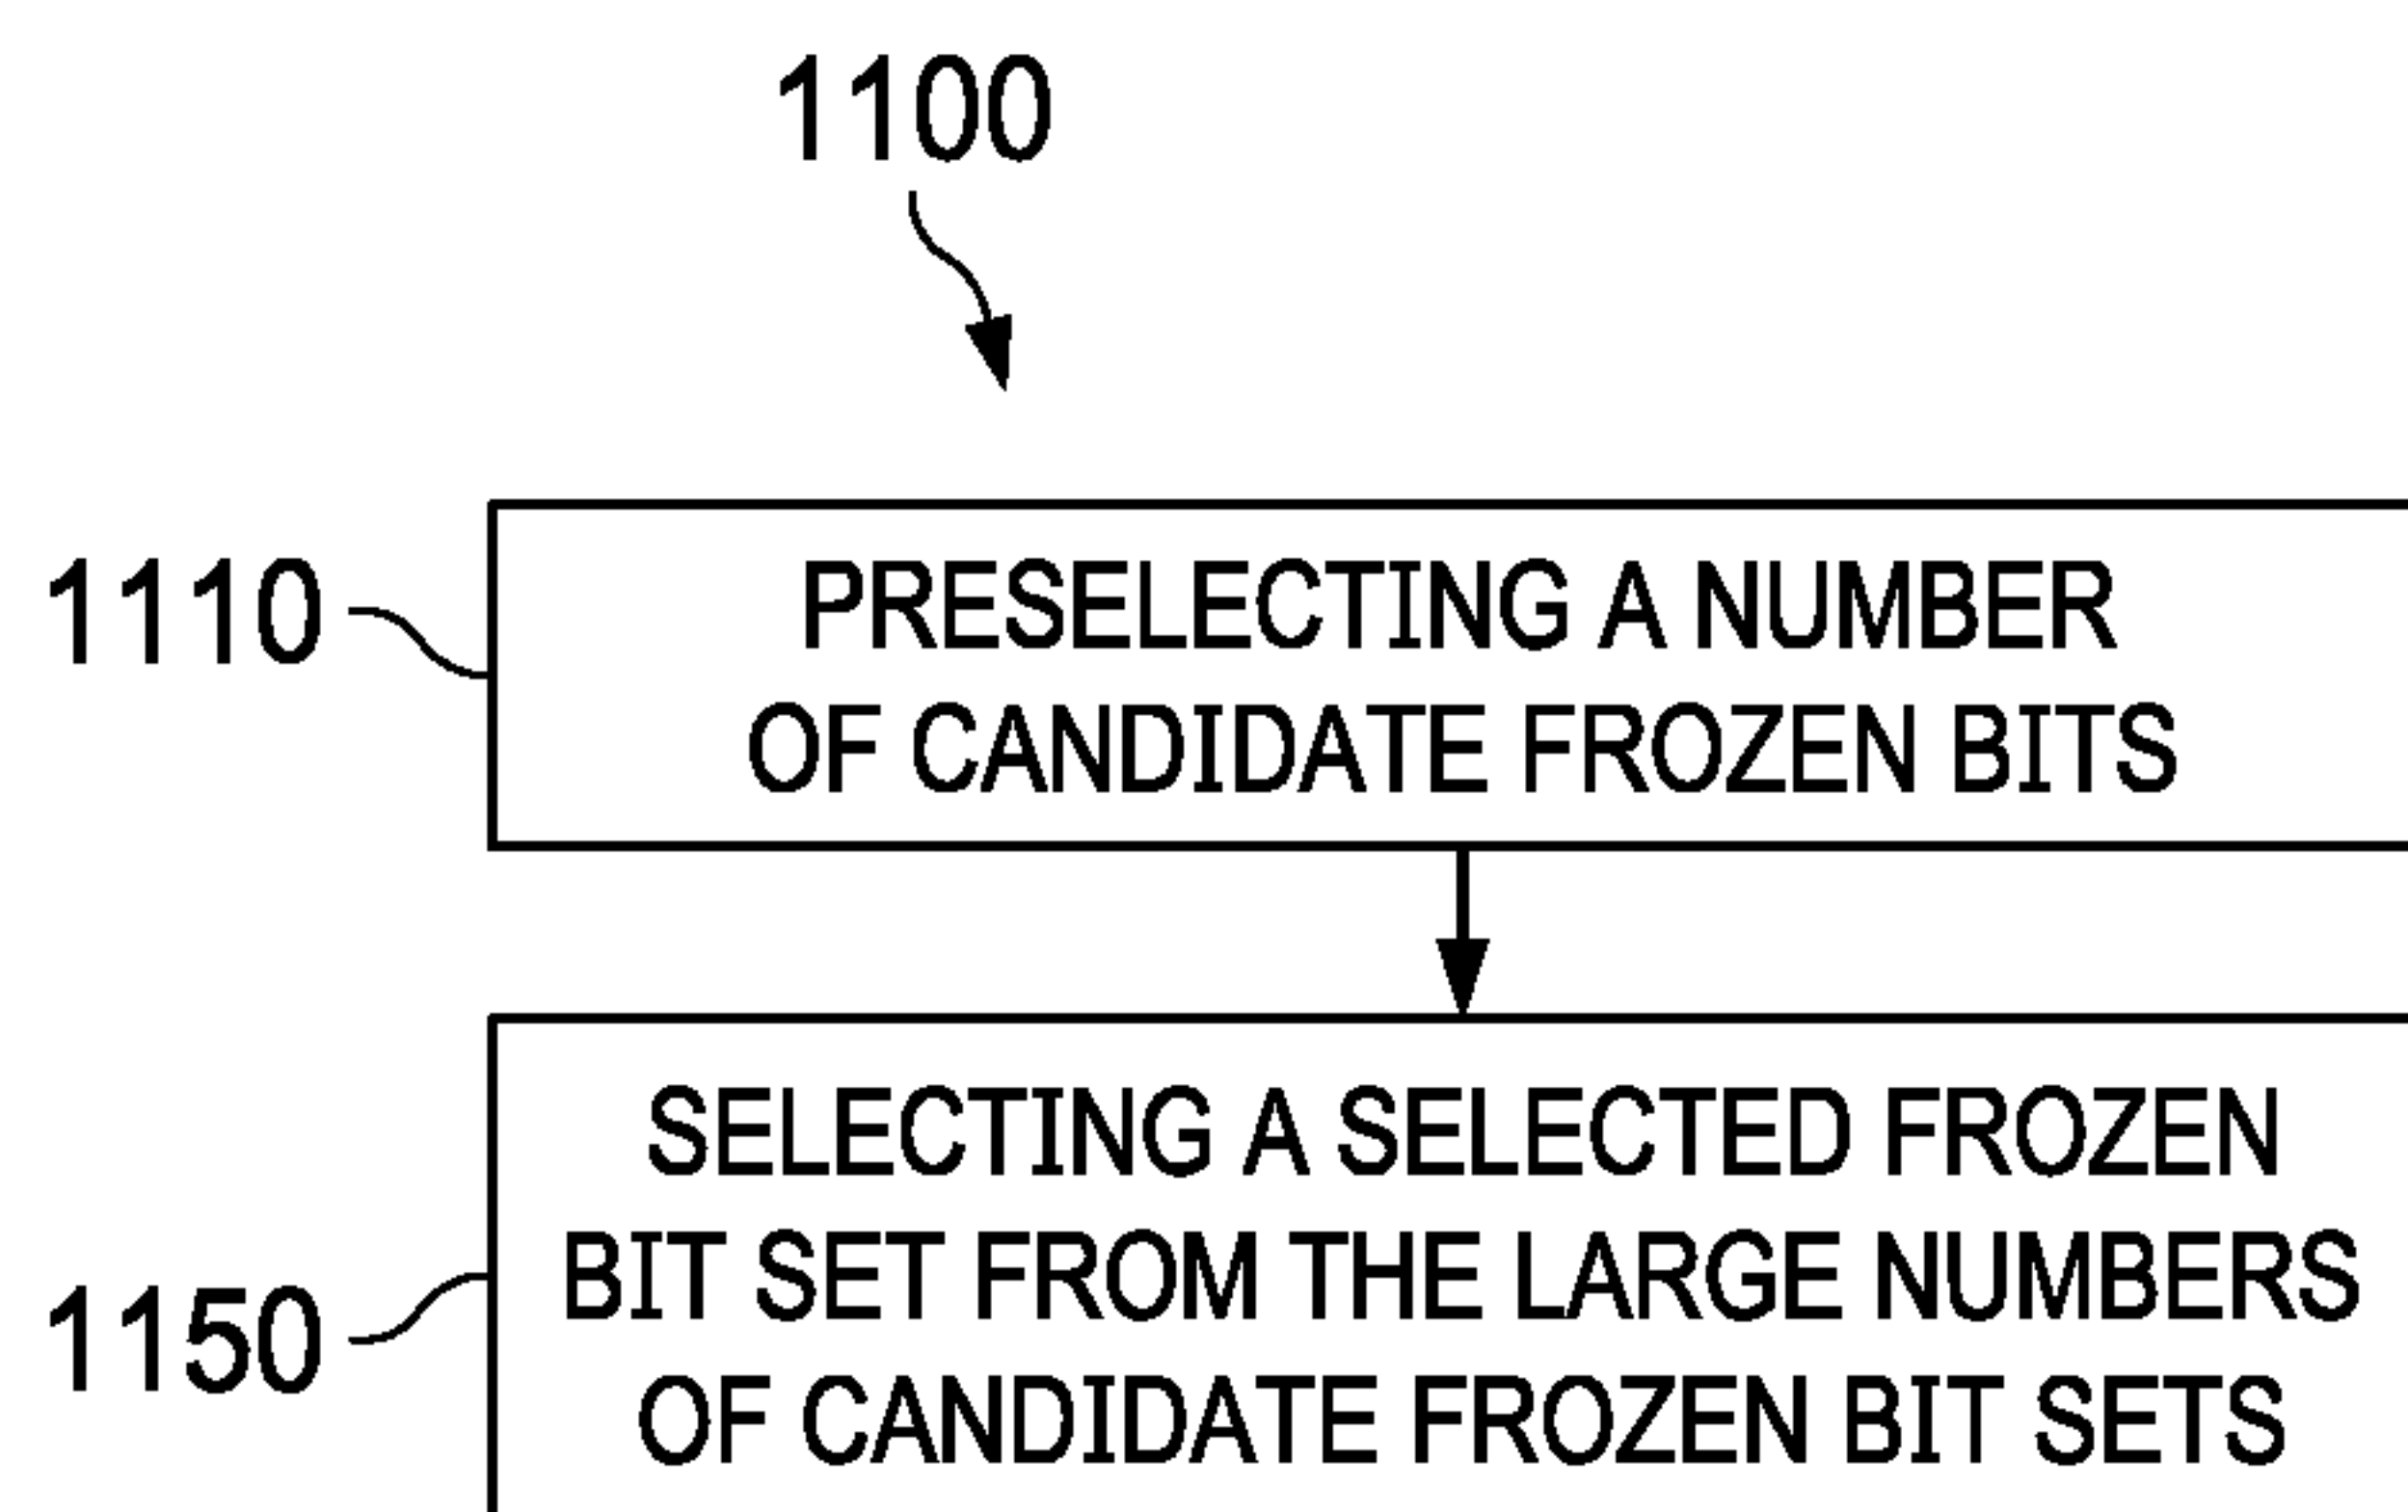 1100
1110
PRESELECTING A NUMBER
OF CANDIDATE FROZEN BITS
1150
SELECTING A SELECTED FROZEN
BIT SET FROM THE LARGE NUMBERS
OF CANDIDATE FROZEN BIT SETS